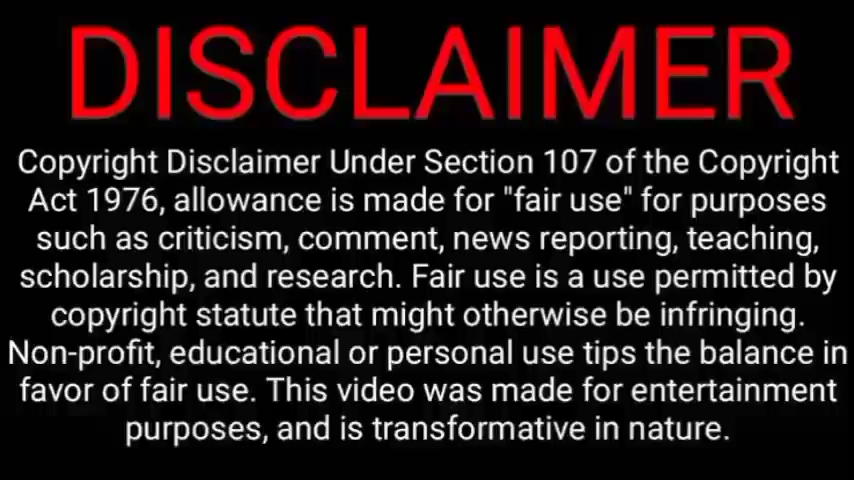 DISCLAIMER
Copyright Disclaimer Under Section 107 of the Copyright
Act 1976, allowance is made for "fair use" for purposes
such as criticism, comment, news reporting, teaching,
scholarship, and research. Fair use is a use permitted by
copyright statute that might otherwise be infringing.
Non-profit, educational or personal use tips the balance in
favor of fair use. This video was made for entertainment
purposes, and is transformative in nature.